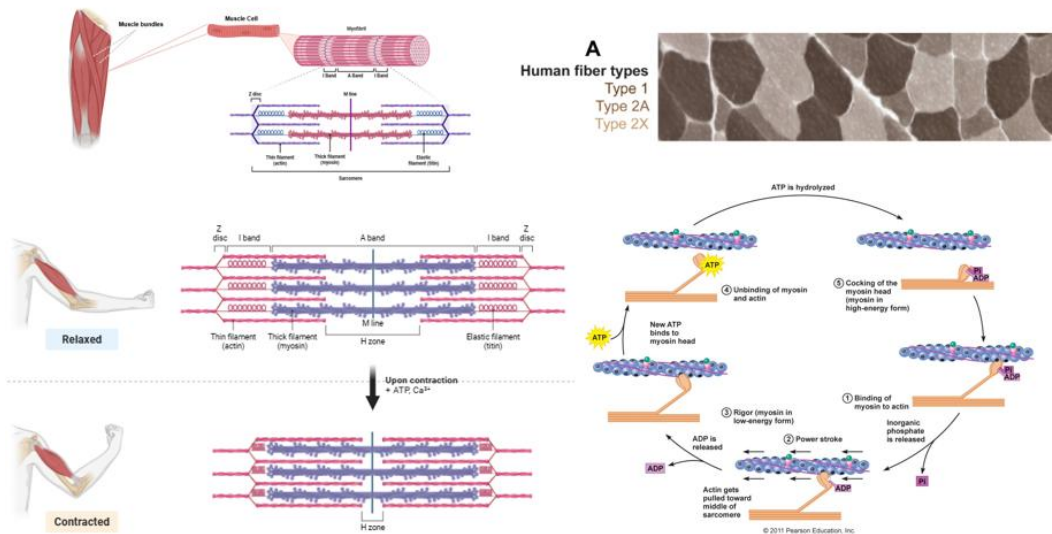 Muscle bundles
Muscle Cell
Myofibril
I Band
A Band
I Band
Z disc
M line
Thin filament
(actin)
Thick filament
(myosin)
Elastic
filament (titin)
Sarcomere
A
Human fiber types
Type 1
Type 2A
Type 2X
Z
disc
I band
A band
I band
Z
disc
M line
Thin filament
(actin)
Thick filament
(myosin)
H zone
Elastic filament
(titin)
Relaxed
Upon contraction
+ ATP, Ca²⁺
H zone
Contracted
ATP is hydrolyzed
ATP
④ Unbinding of myosin
and actin
Pi
ADP
⑤ Cocking of the
myosin head
(myosin in
high-energy form)
ATP
New ATP
binds to
myosin head
Pi
ADP
① Binding of
myosin to actin
③ Rigor (myosin in
low-energy form)
Inorganic
phosphate
is released
ADP is
released
② Power stroke
ADP
ADP
Pi
Actin gets
pulled toward
middle of
sarcomere
© 2011 Pearson Education, Inc.